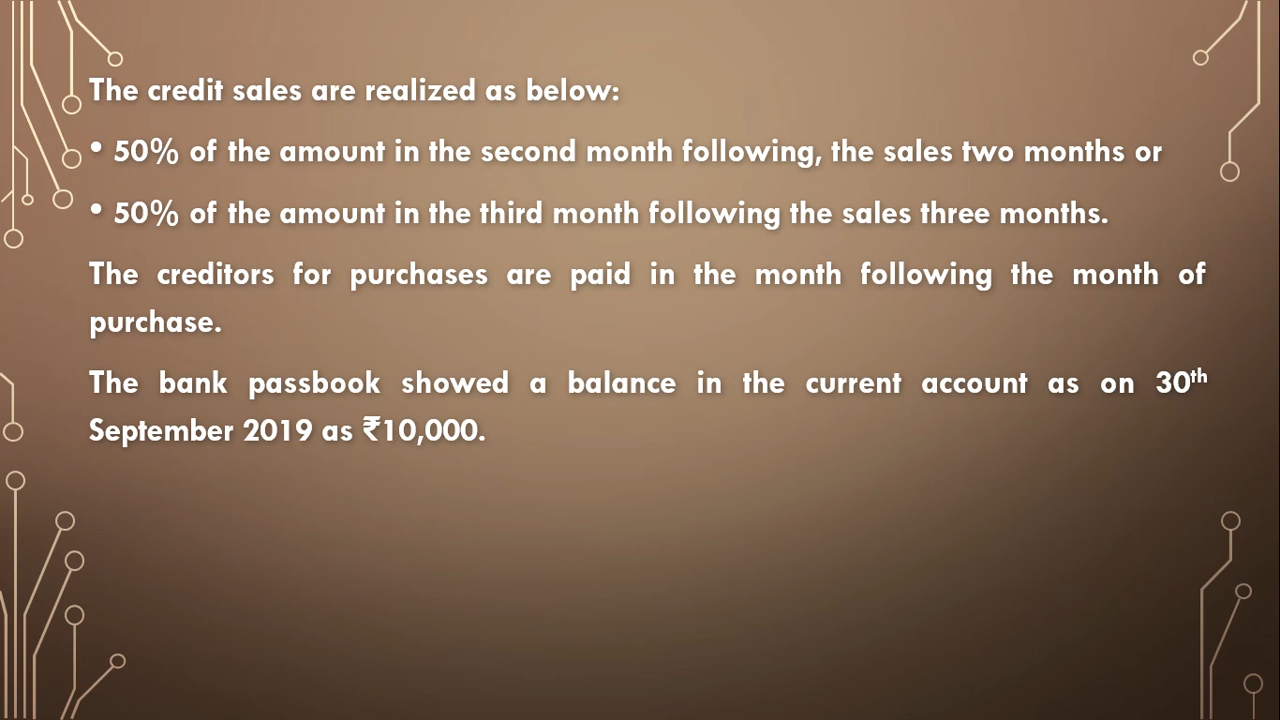 The credit sales are realized as below:
• 50% of the amount in the second month following, the sales two months or
• 50% of the amount in the third month following the sales three months.
The creditors for purchases are paid in the month following the month of
purchase.
The bank passbook showed a balance in the current account as on 30th
September 2019 as ₹10,000.